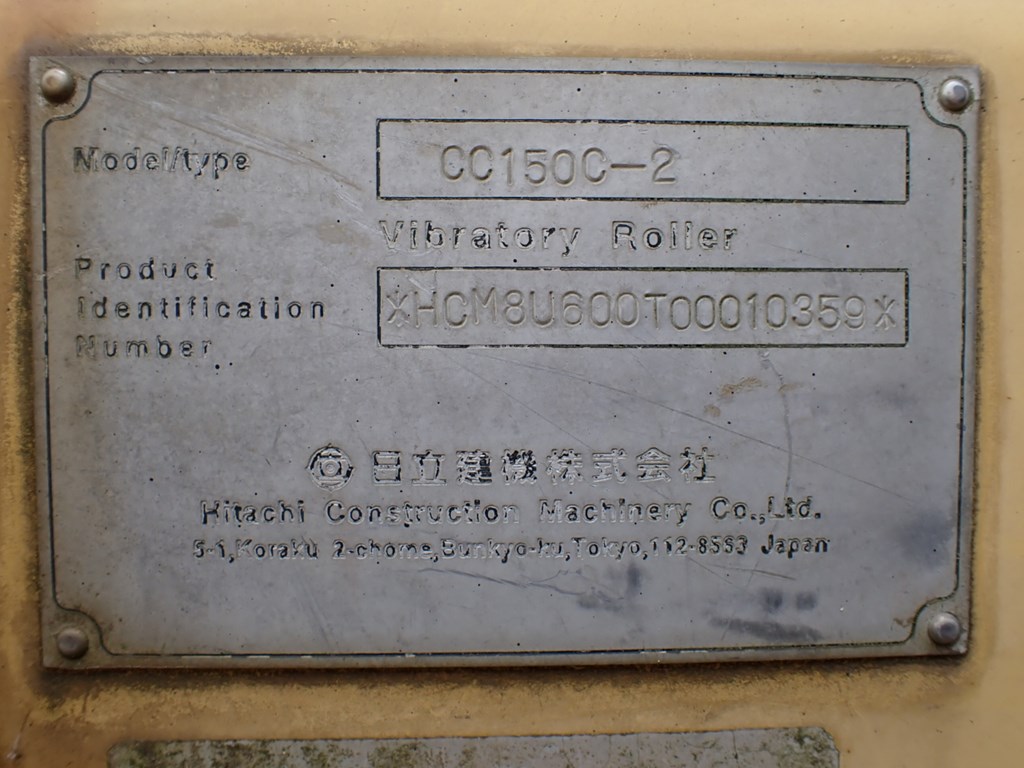 Model/type CC150C-2
Vibratory Roller
Product
Identification
Number
*HCM8U600T00010359*
日立建機株式会社
Hitachi Construction Machinery Co.,Ltd.
5-1,Koraku 2-chome,Bunkyo-ku,Tokyo,112-8563 Japan